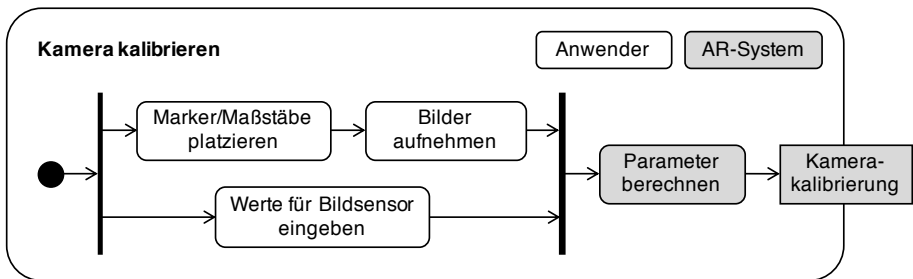 Kamera kalibrieren
Anwender
AR-System
Marker/Maßstäbe
platzieren
Bilder
aufnehmen
Werte für Bildsensor
eingeben
Parameter
berechnen
Kamera-
kalibrierung